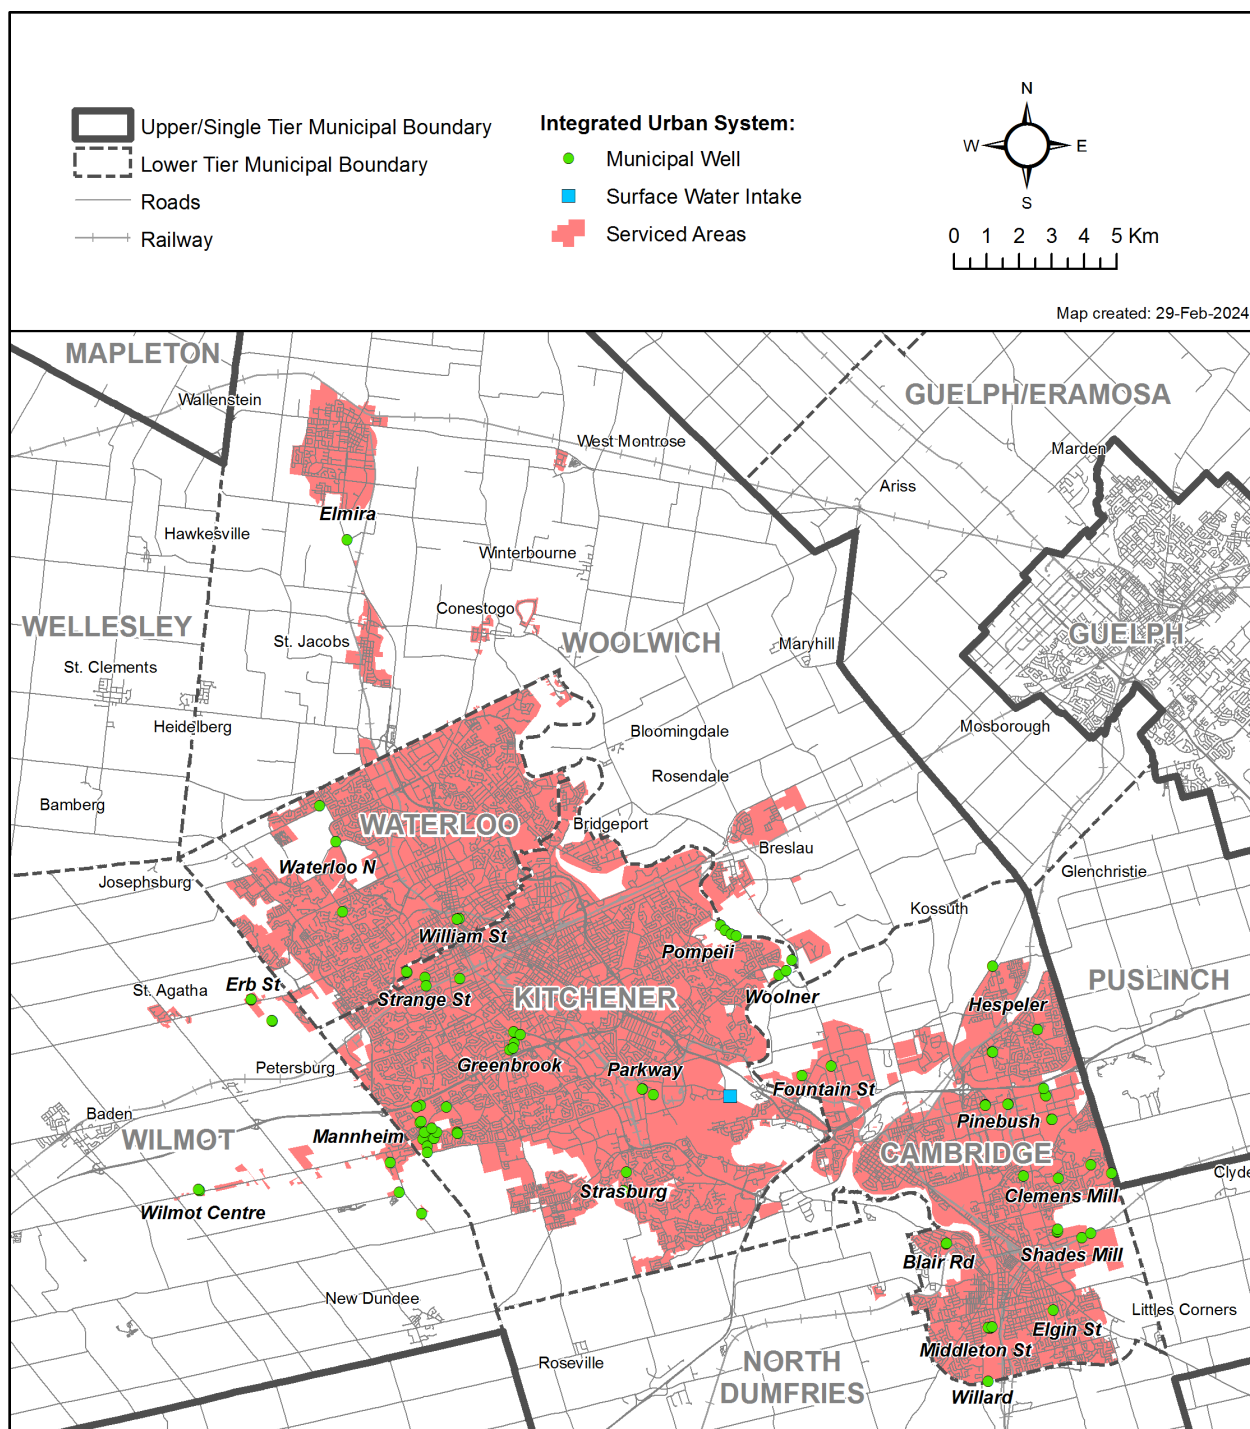 Upper/Single Tier Municipal Boundary
Lower Tier Municipal Boundary
Roads
Railway
Integrated Urban System:
Municipal Well
Surface Water Intake
Serviced Areas
N
W E
S
0 1 2 3 4 5 Km
Map created: 29-Feb-2024
MAPLETON
Wallenstein
GUELPH/ERAMOSA
West Montrose
Marden
Ariss
Elmira
Hawkesville
Winterbourne
Conestogo
WELLESLEY
St. Jacobs
WOOLWICH
Maryhill
GUELPH
St. Clements
Heidelberg
Bloomingdale
Mosborough
Rosendale
Bamberg
WATERLOO
Bridgeport
Breslau
Waterloo N
Josephsburg
Glenchristie
Kossuth
William St
Pompeii
Erb St
St. Agatha
Strange St
KITCHENER
Woolner
Hespeler
PUSLINCH
Petersburg
Greenbrook
Parkway
Fountain St
Baden
WILMOT
Mannheim
Pinebush
CAMBRIDGE
Clyde
Strasburg
Clemens Mill
Wilmot Centre
Blair Rd
Shades Mill
New Dundee
Littles Corners
Elgin St
Middleton St
Roseville
NORTH
DUMFRIES
Willard